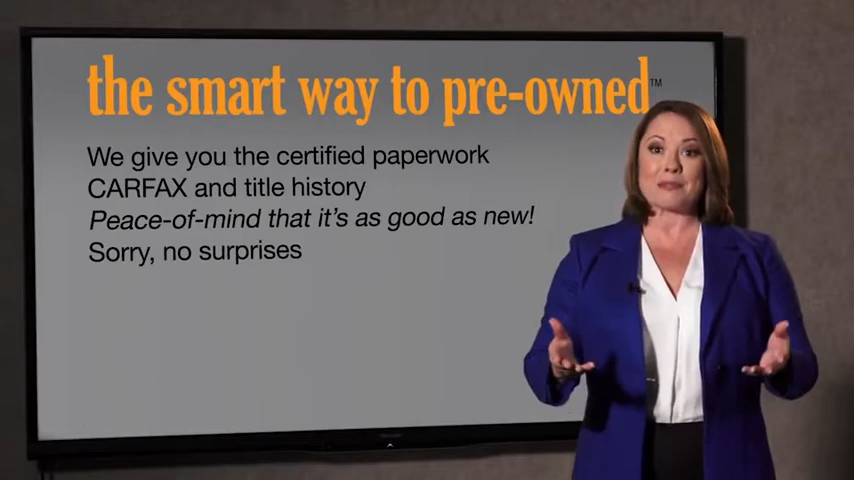 the smart way to pre-owned™
We give you the certified paperwork
CARFAX and title history
Peace-of-mind that it's as good as new!
Sorry, no surprises